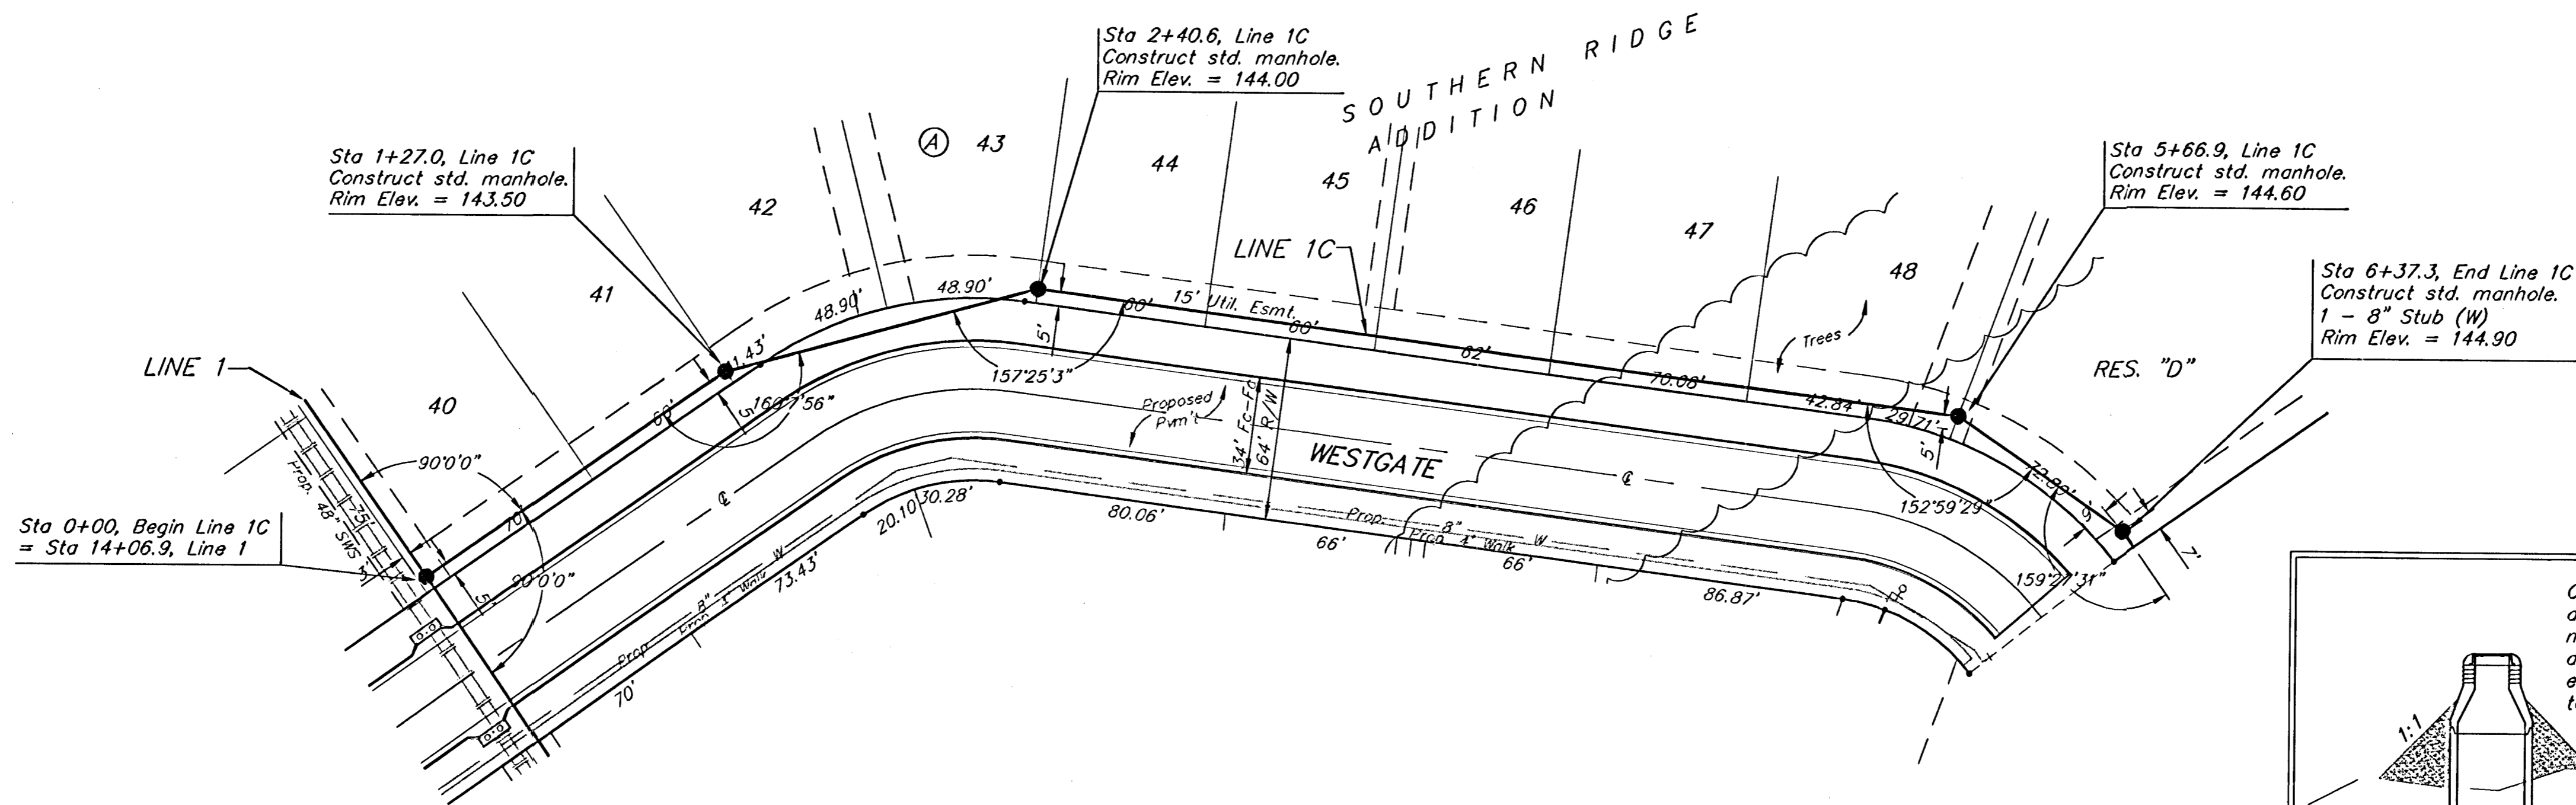 Sta 2+40.6, Line 1C
Construct std. manhole.
Rim Elev. = 144.00
SOUTHERN RIDGE
ADDITION
Sta 1+27.0, Line 1C
Construct std. manhole.
Rim Elev. = 143.50
Sta 5+66.9, Line 1C
Construct std. manhole.
Rim Elev. = 144.60
Sta 6+37.3, End Line 1C
Construct std. manhole.
1 - 8" Stub (W)
Rim Elev. = 144.90
Sta 0+00, Begin Line 1C
= Sta 14+06.9, Line 1
LINE 1
LINE 1C
A
40
41
42
43
44
45
46
47
48
RES. "D"
Trees
15' Util. Esmt.
48.90'
48.90'
60'
60'
62'
70.08'
42.84'
29.71'
5'
5'
5'
5'
157°25'3"
152°59'29"
90°0'0"
90°0'0"
70'
75'
3'
9'
7'
Prop. 48" SWS
Proposed
Pvm't
34' Fc-Fc
64' R/W
WESTGATE
℄
℄
Prop. 8" W
Prop. 4' Walk
Prop 8" W
Prop 4' Walk
70'
73.43'
20.10'
30.28'
80.06'
66'
66'
86.87'
1:1